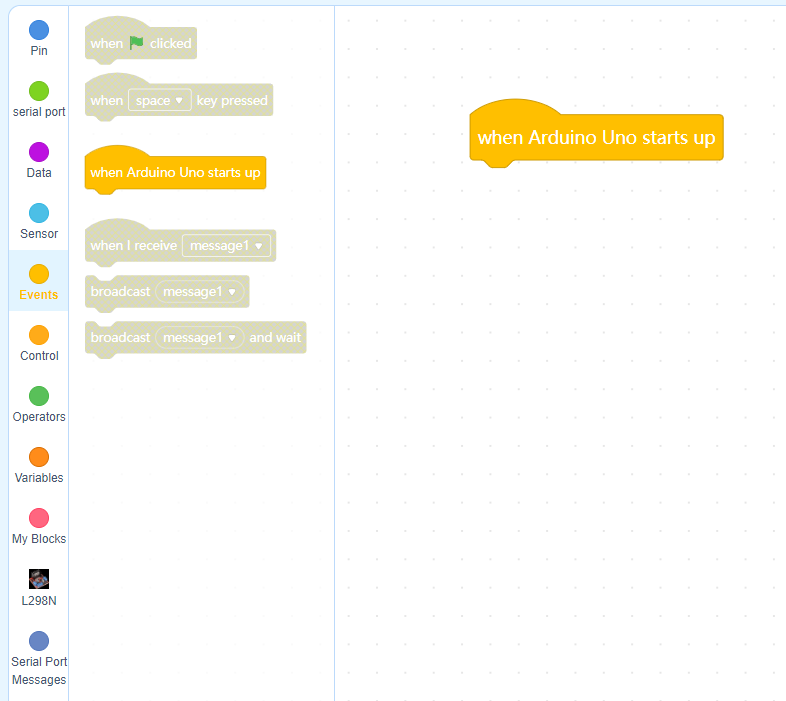 Pin
serial port
Data
Sensor
Events
Control
Operators
Variables
My Blocks
L298N
Serial Port
Messages
when clicked
when space key pressed
when Arduino Uno starts up
when I receive message1
broadcast message1
broadcast message1 and wait
when Arduino Uno starts up